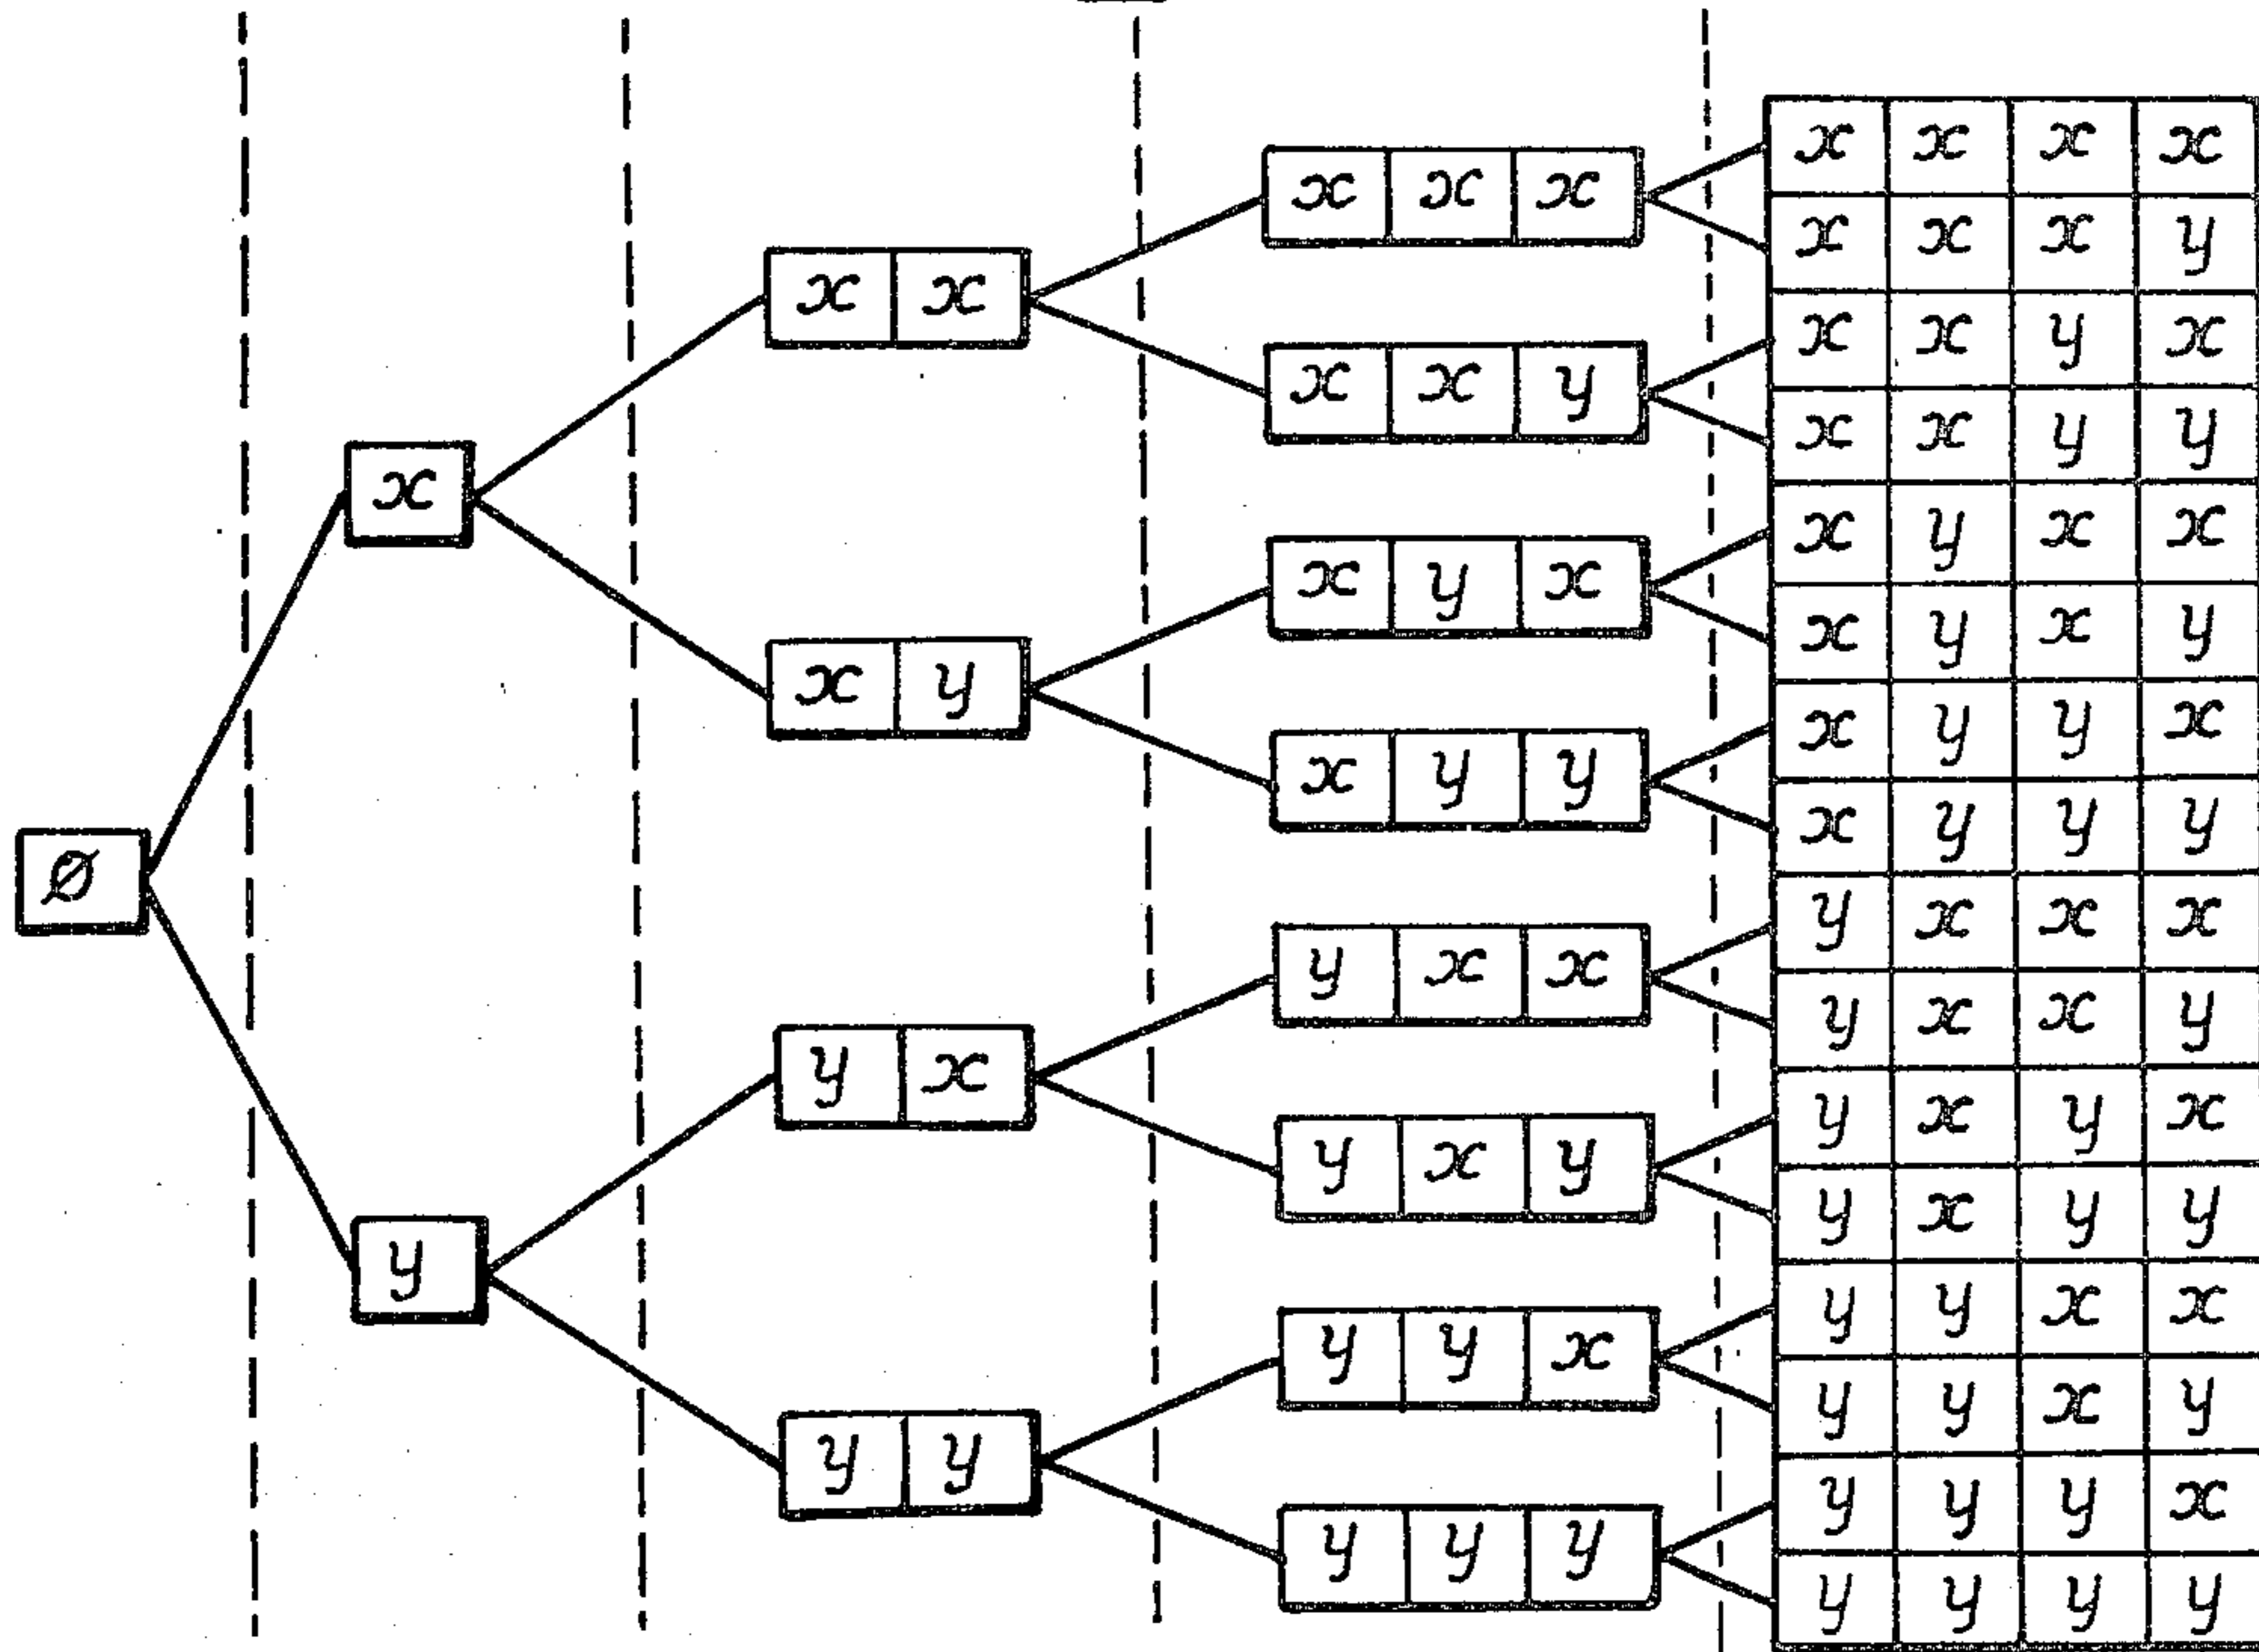 ∅
x
y
x x
x y
y x
y y
x x x
x x y
x y x
x y y
y x x
y x y
y y x
y y y
x x x x
x x x y
x x y x
x x y y
x y x x
x y x y
x y y x
x y y y
y x x x
y x x y
y x y x
y x y y
y y x x
y y x y
y y y x
y y y y